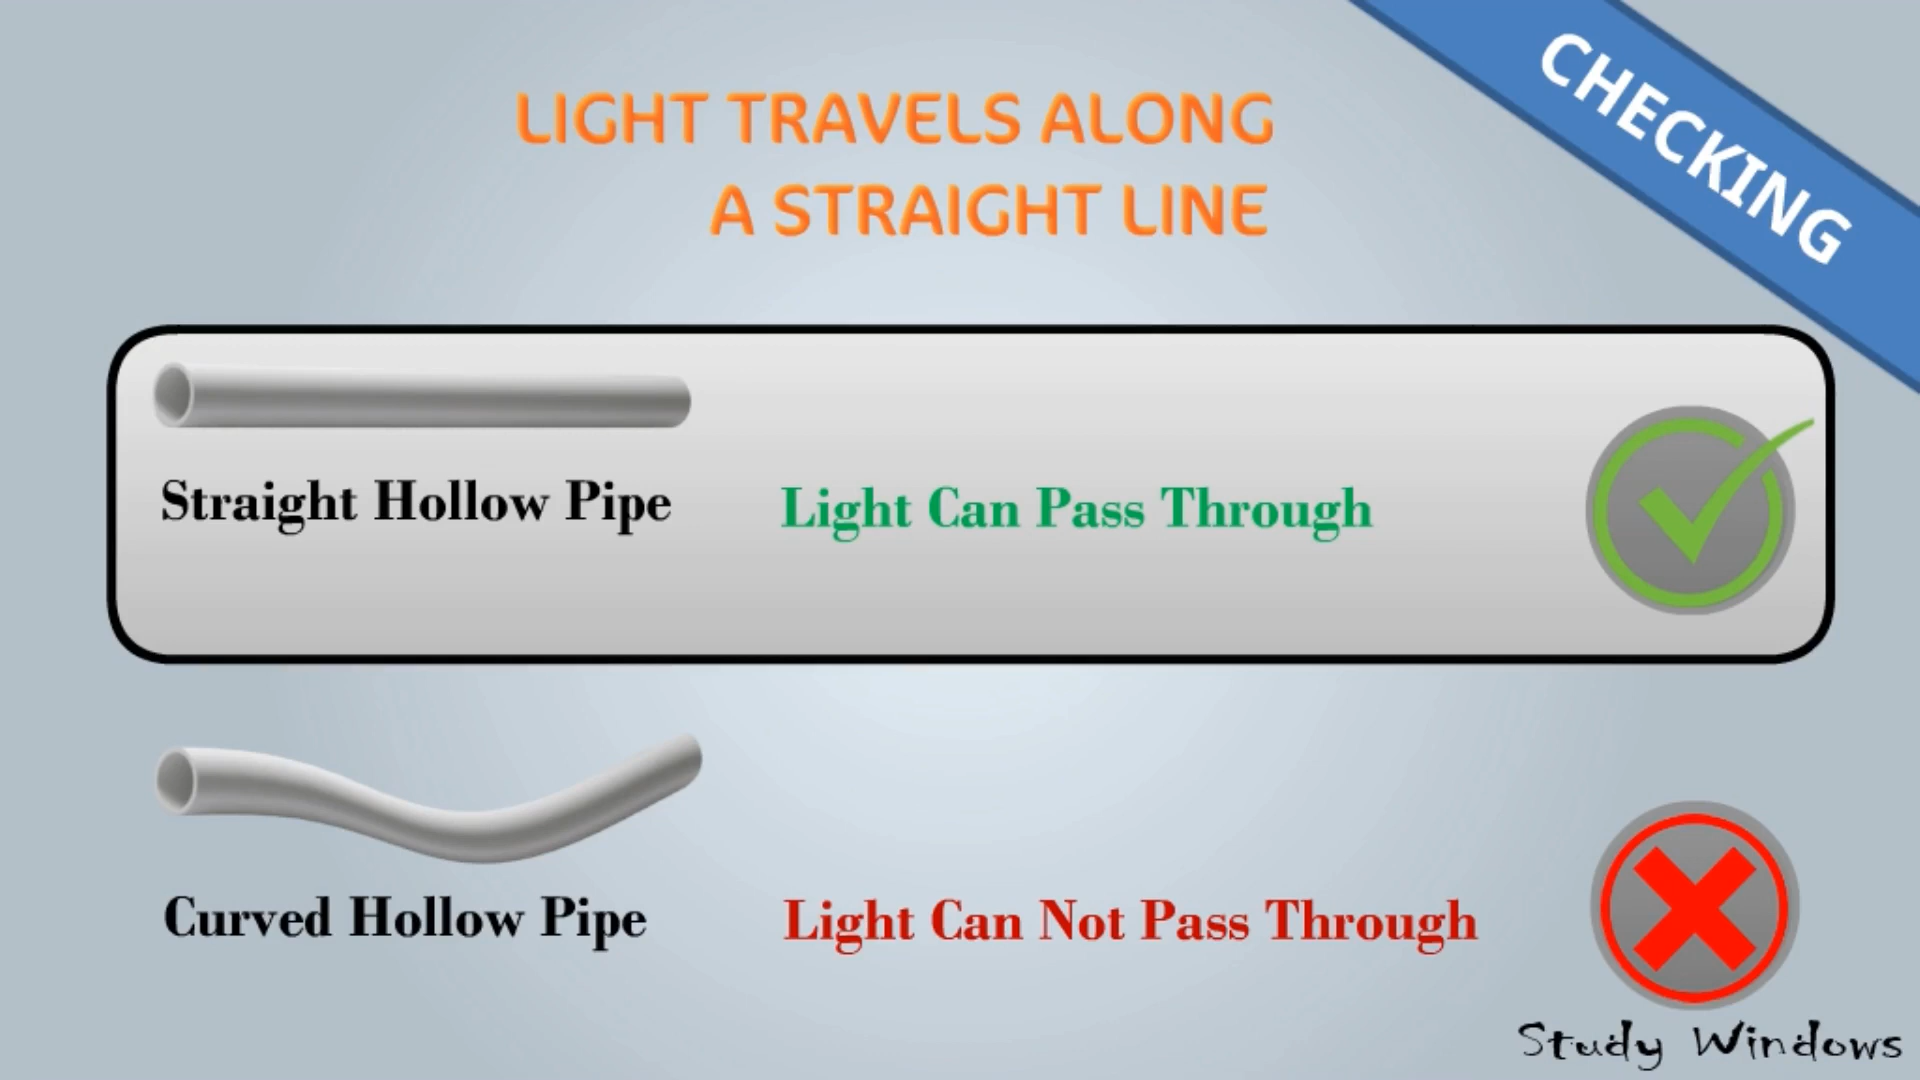 LIGHT TRAVELS ALONG
A STRAIGHT LINE
CHECKING
Straight Hollow Pipe
Light Can Pass Through
Curved Hollow Pipe
Light Can Not Pass Through
Study Windows